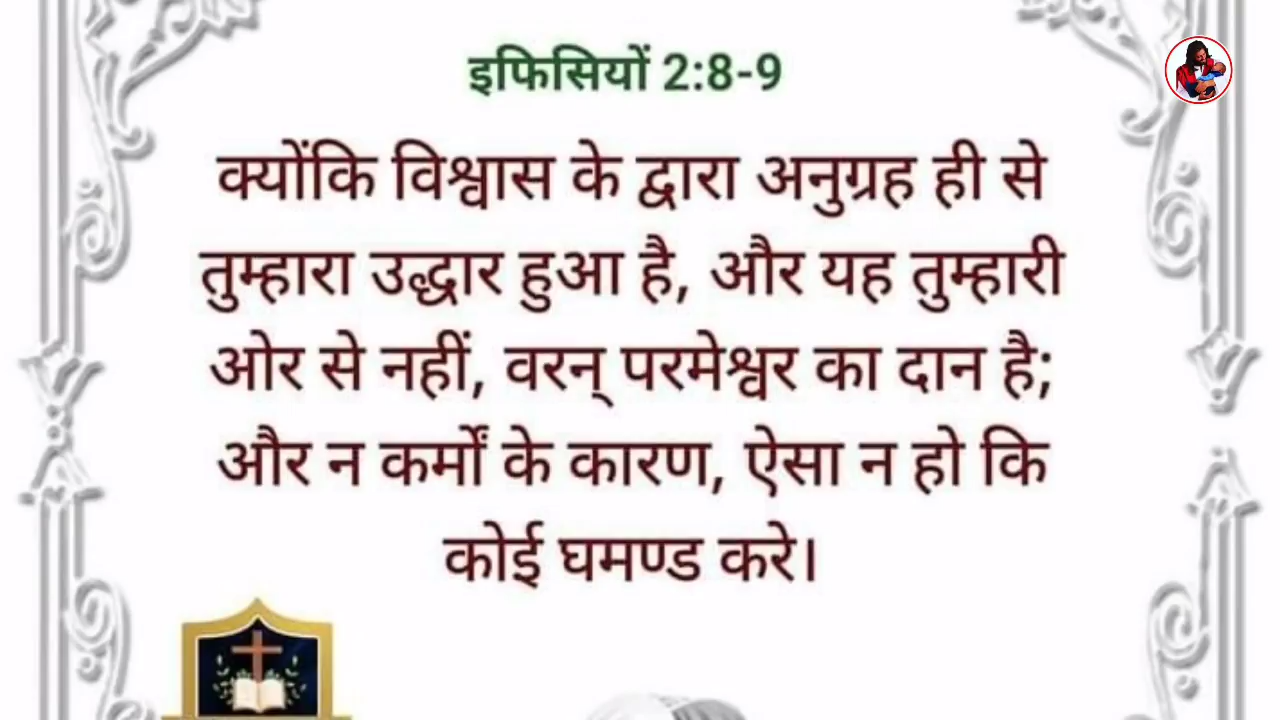 इफिसियों 2:8-9
क्योंकि विश्वास के द्वारा अनुग्रह ही से
तुम्हारा उद्धार हुआ है, और यह तुम्हारी
ओर से नहीं, वरन् परमेश्वर का दान है;
और न कर्मों के कारण, ऐसा न हो कि
कोई घमण्ड करे।